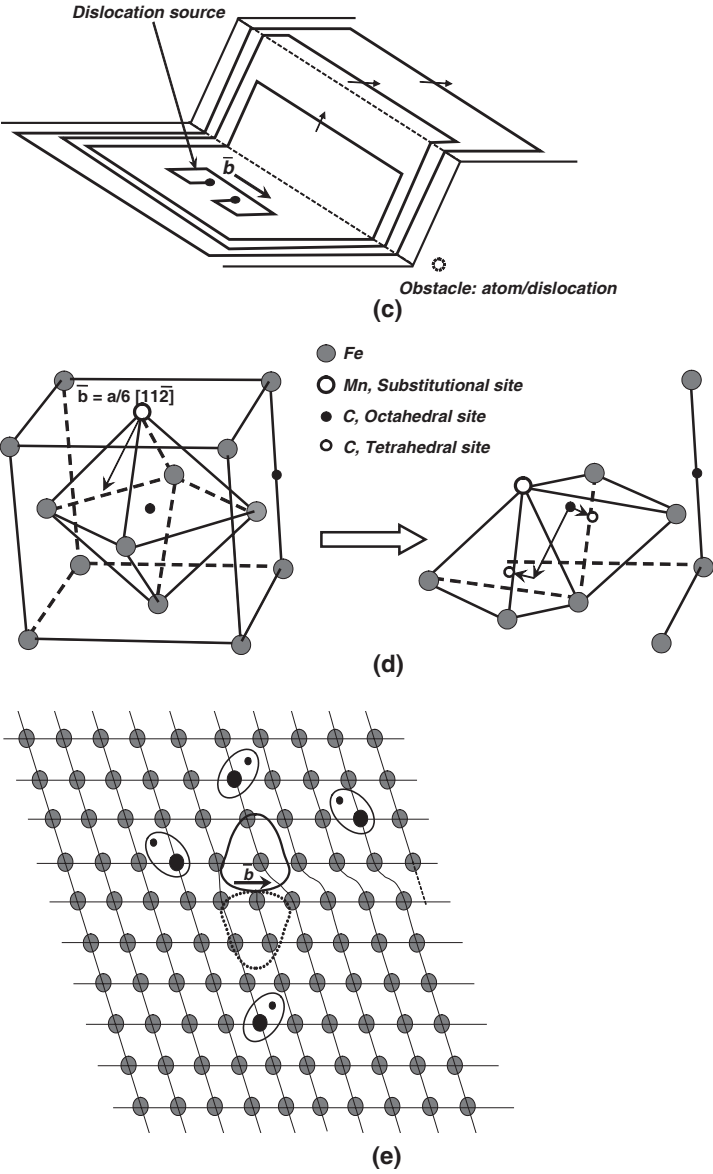 Dislocation source
b̅
Obstacle: atom/dislocation
(c)
b̅ = a/6 [112̅]
Fe
Mn, Substitutional site
C, Octahedral site
C, Tetrahedral site
(d)
b̅
(e)